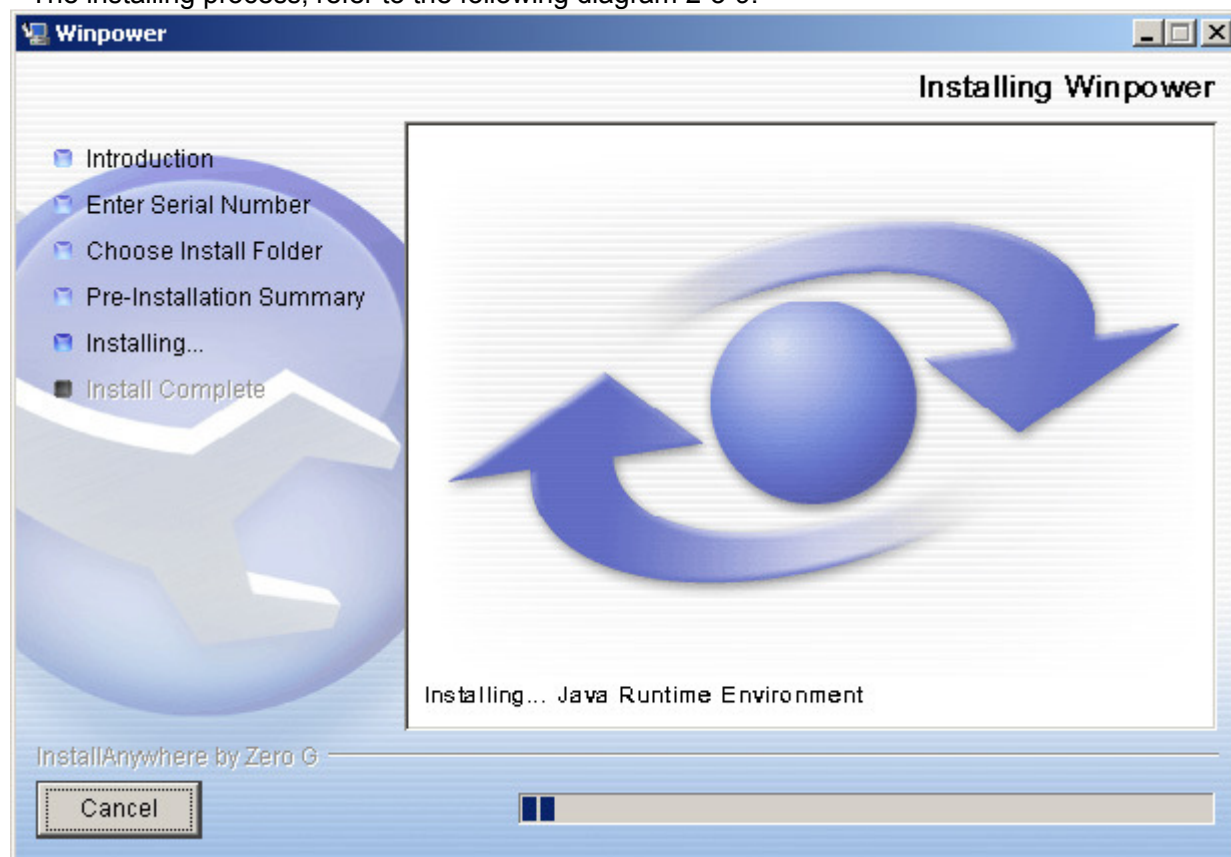 The installing process, refer to the following diagram 2-3-6:
Winpower
Installing Winpower
Introduction
Enter Serial Number
Choose Install Folder
Pre-Installation Summary
Installing...
Install Complete
Installing... Java Runtime Environment
InstallAnywhere by Zero G
Cancel